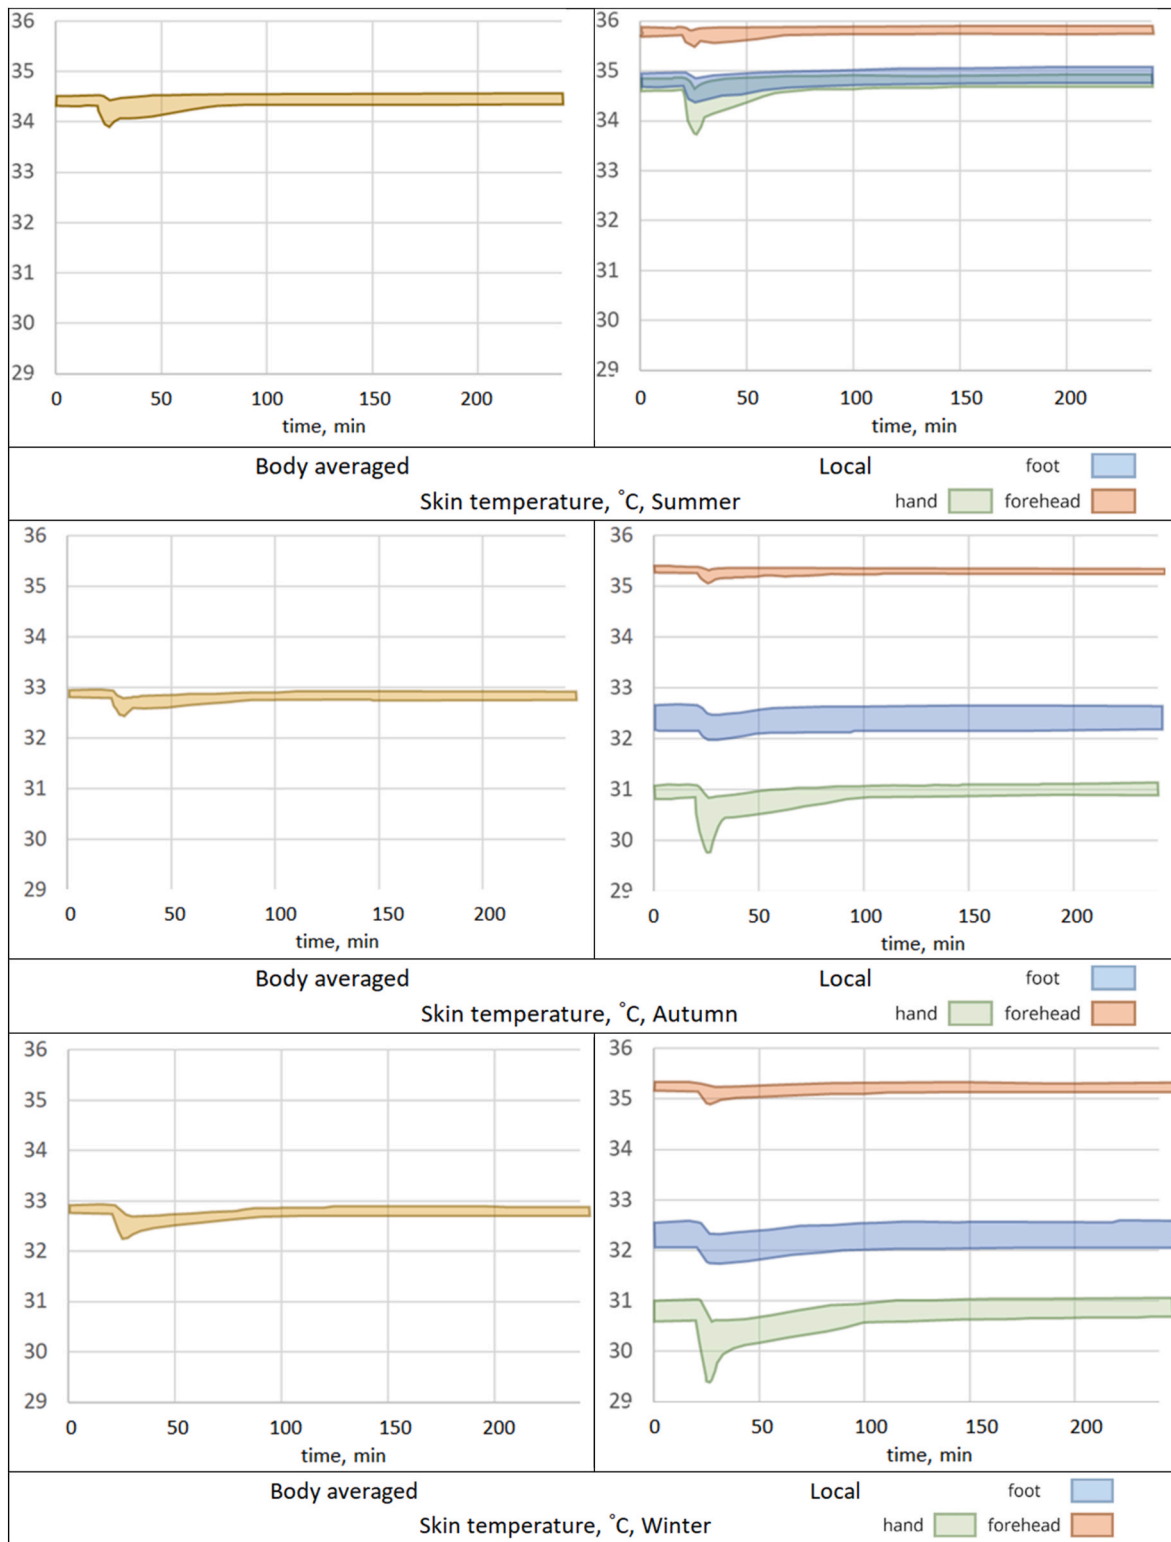 36
35
34
33
32
31
30
29
0 50 100 150 200
time, min
36
35
34
33
32
31
30
29
0 50 100 150 200
time, min
Body averaged Local foot
Skin temperature, °C, Summer hand forehead
36
35
34
33
32
31
30
29
0 50 100 150 200
time, min
36
35
34
33
32
31
30
29
0 50 100 150 200
time, min
Body averaged Local foot
Skin temperature, °C, Autumn hand forehead
36
35
34
33
32
31
30
29
0 50 100 150 200
time, min
36
35
34
33
32
31
30
29
0 50 100 150 200
time, min
Body averaged Local foot
Skin temperature, °C, Winter hand forehead